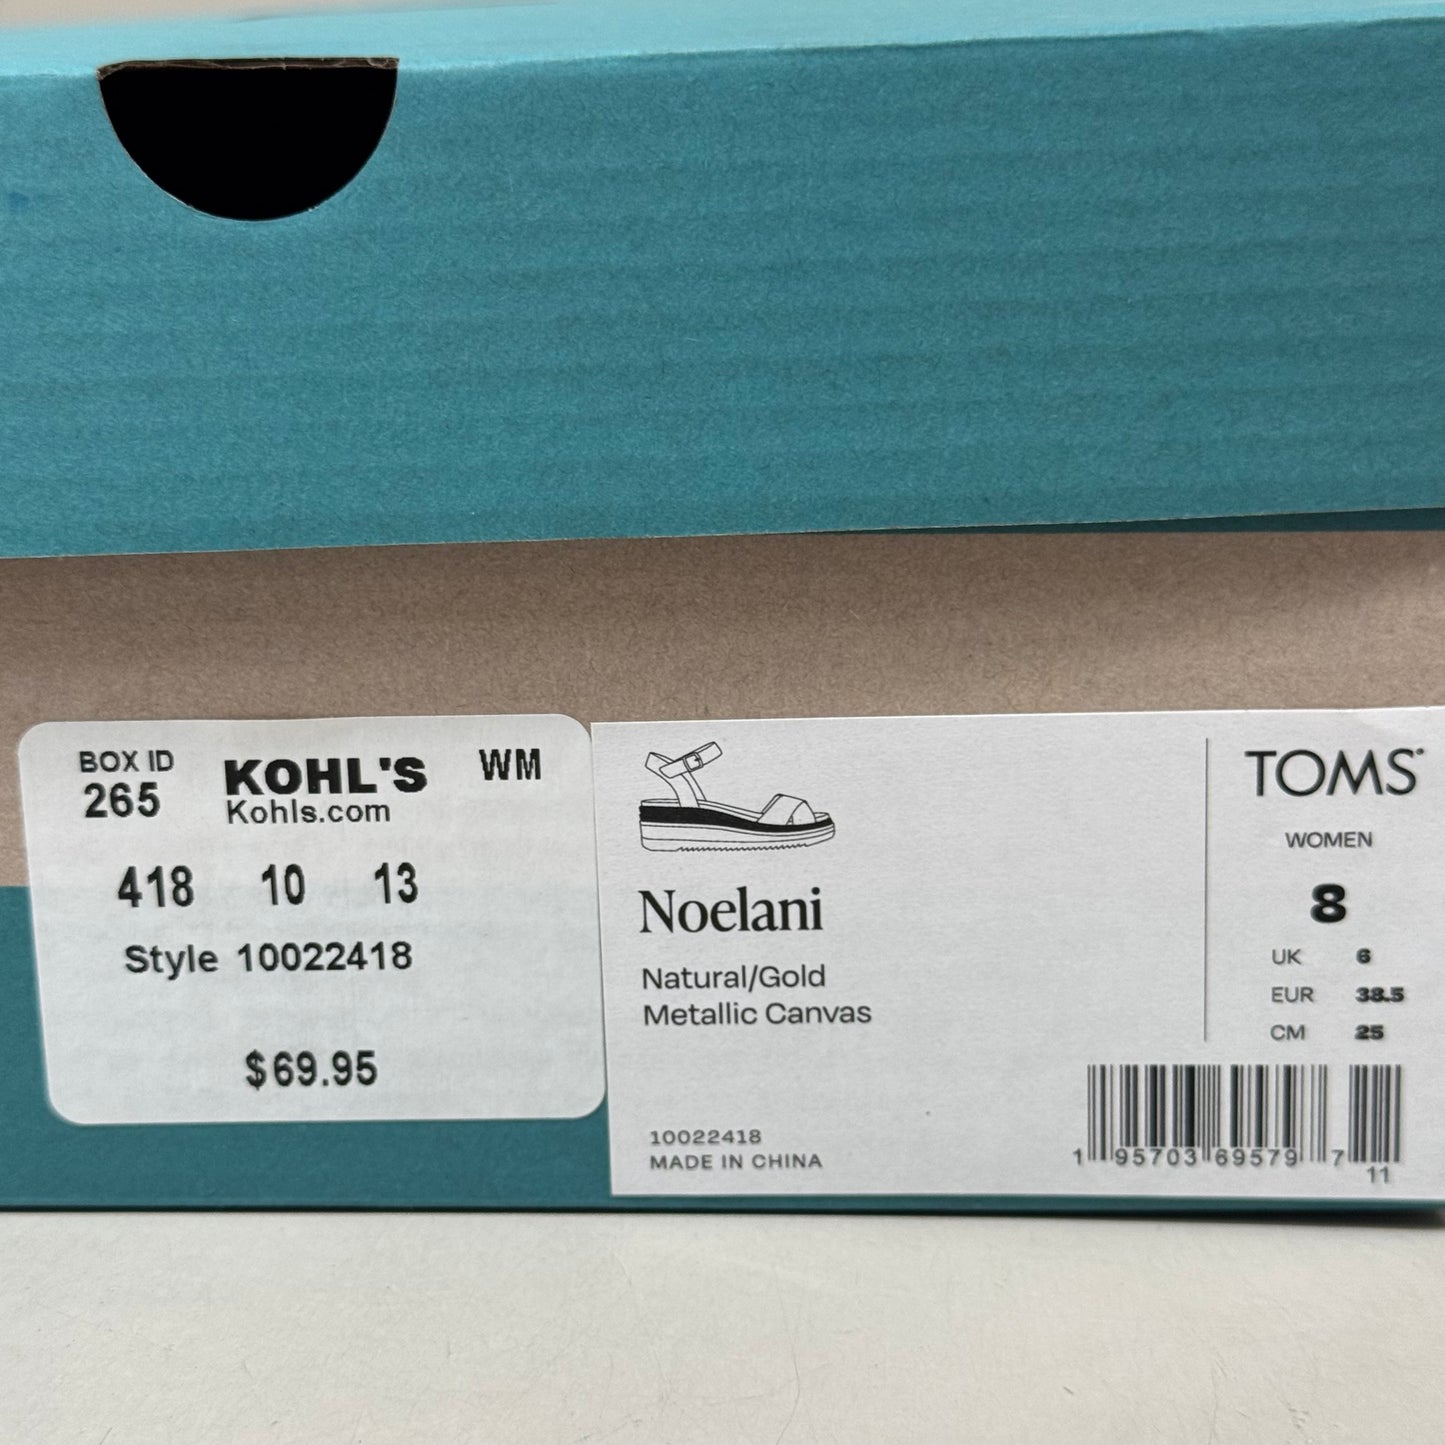 BOX ID
265
KOHL'S
Kohls.com
WM
418 10 13
Style 10022418
$69.95
Noelani
Natural/Gold
Metallic Canvas
10022418
MADE IN CHINA
TOMS
WOMEN
8
UK 6
EUR 38.5
CM 25
1 95703 69579 7
11